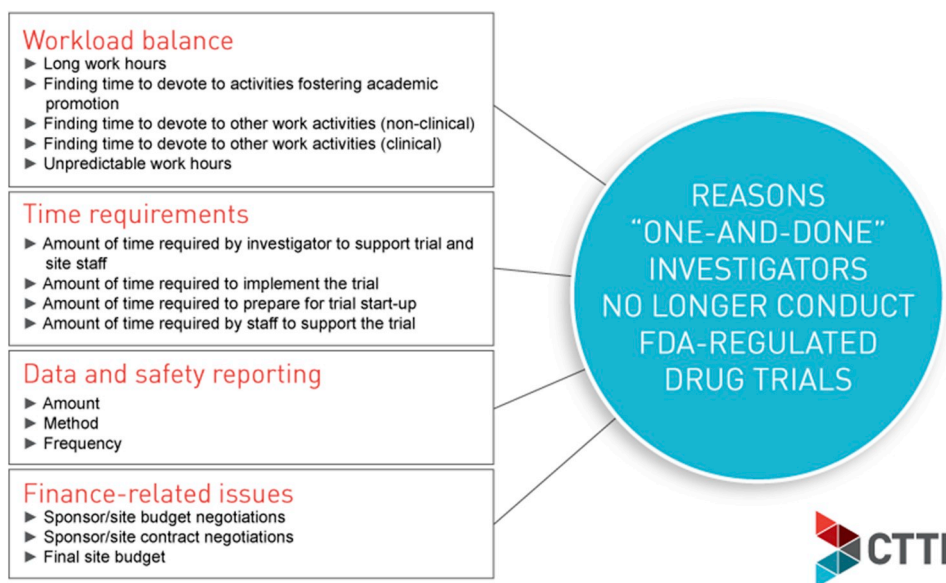 Workload balance
► Long work hours
► Finding time to devote to activities fostering academic
promotion
► Finding time to devote to other work activities (non-clinical)
► Finding time to devote to other work activities (clinical)
► Unpredictable work hours
Time requirements
► Amount of time required by investigator to support trial and
site staff
► Amount of time required to implement the trial
► Amount of time required to prepare for trial start-up
► Amount of time required by staff to support the trial
Data and safety reporting
► Amount
► Method
► Frequency
Finance-related issues
► Sponsor/site budget negotiations
► Sponsor/site contract negotiations
► Final site budget
REASONS
“ONE-AND-DONE”
INVESTIGATORS
NO LONGER CONDUCT
FDA-REGULATED
DRUG TRIALS
CTTI